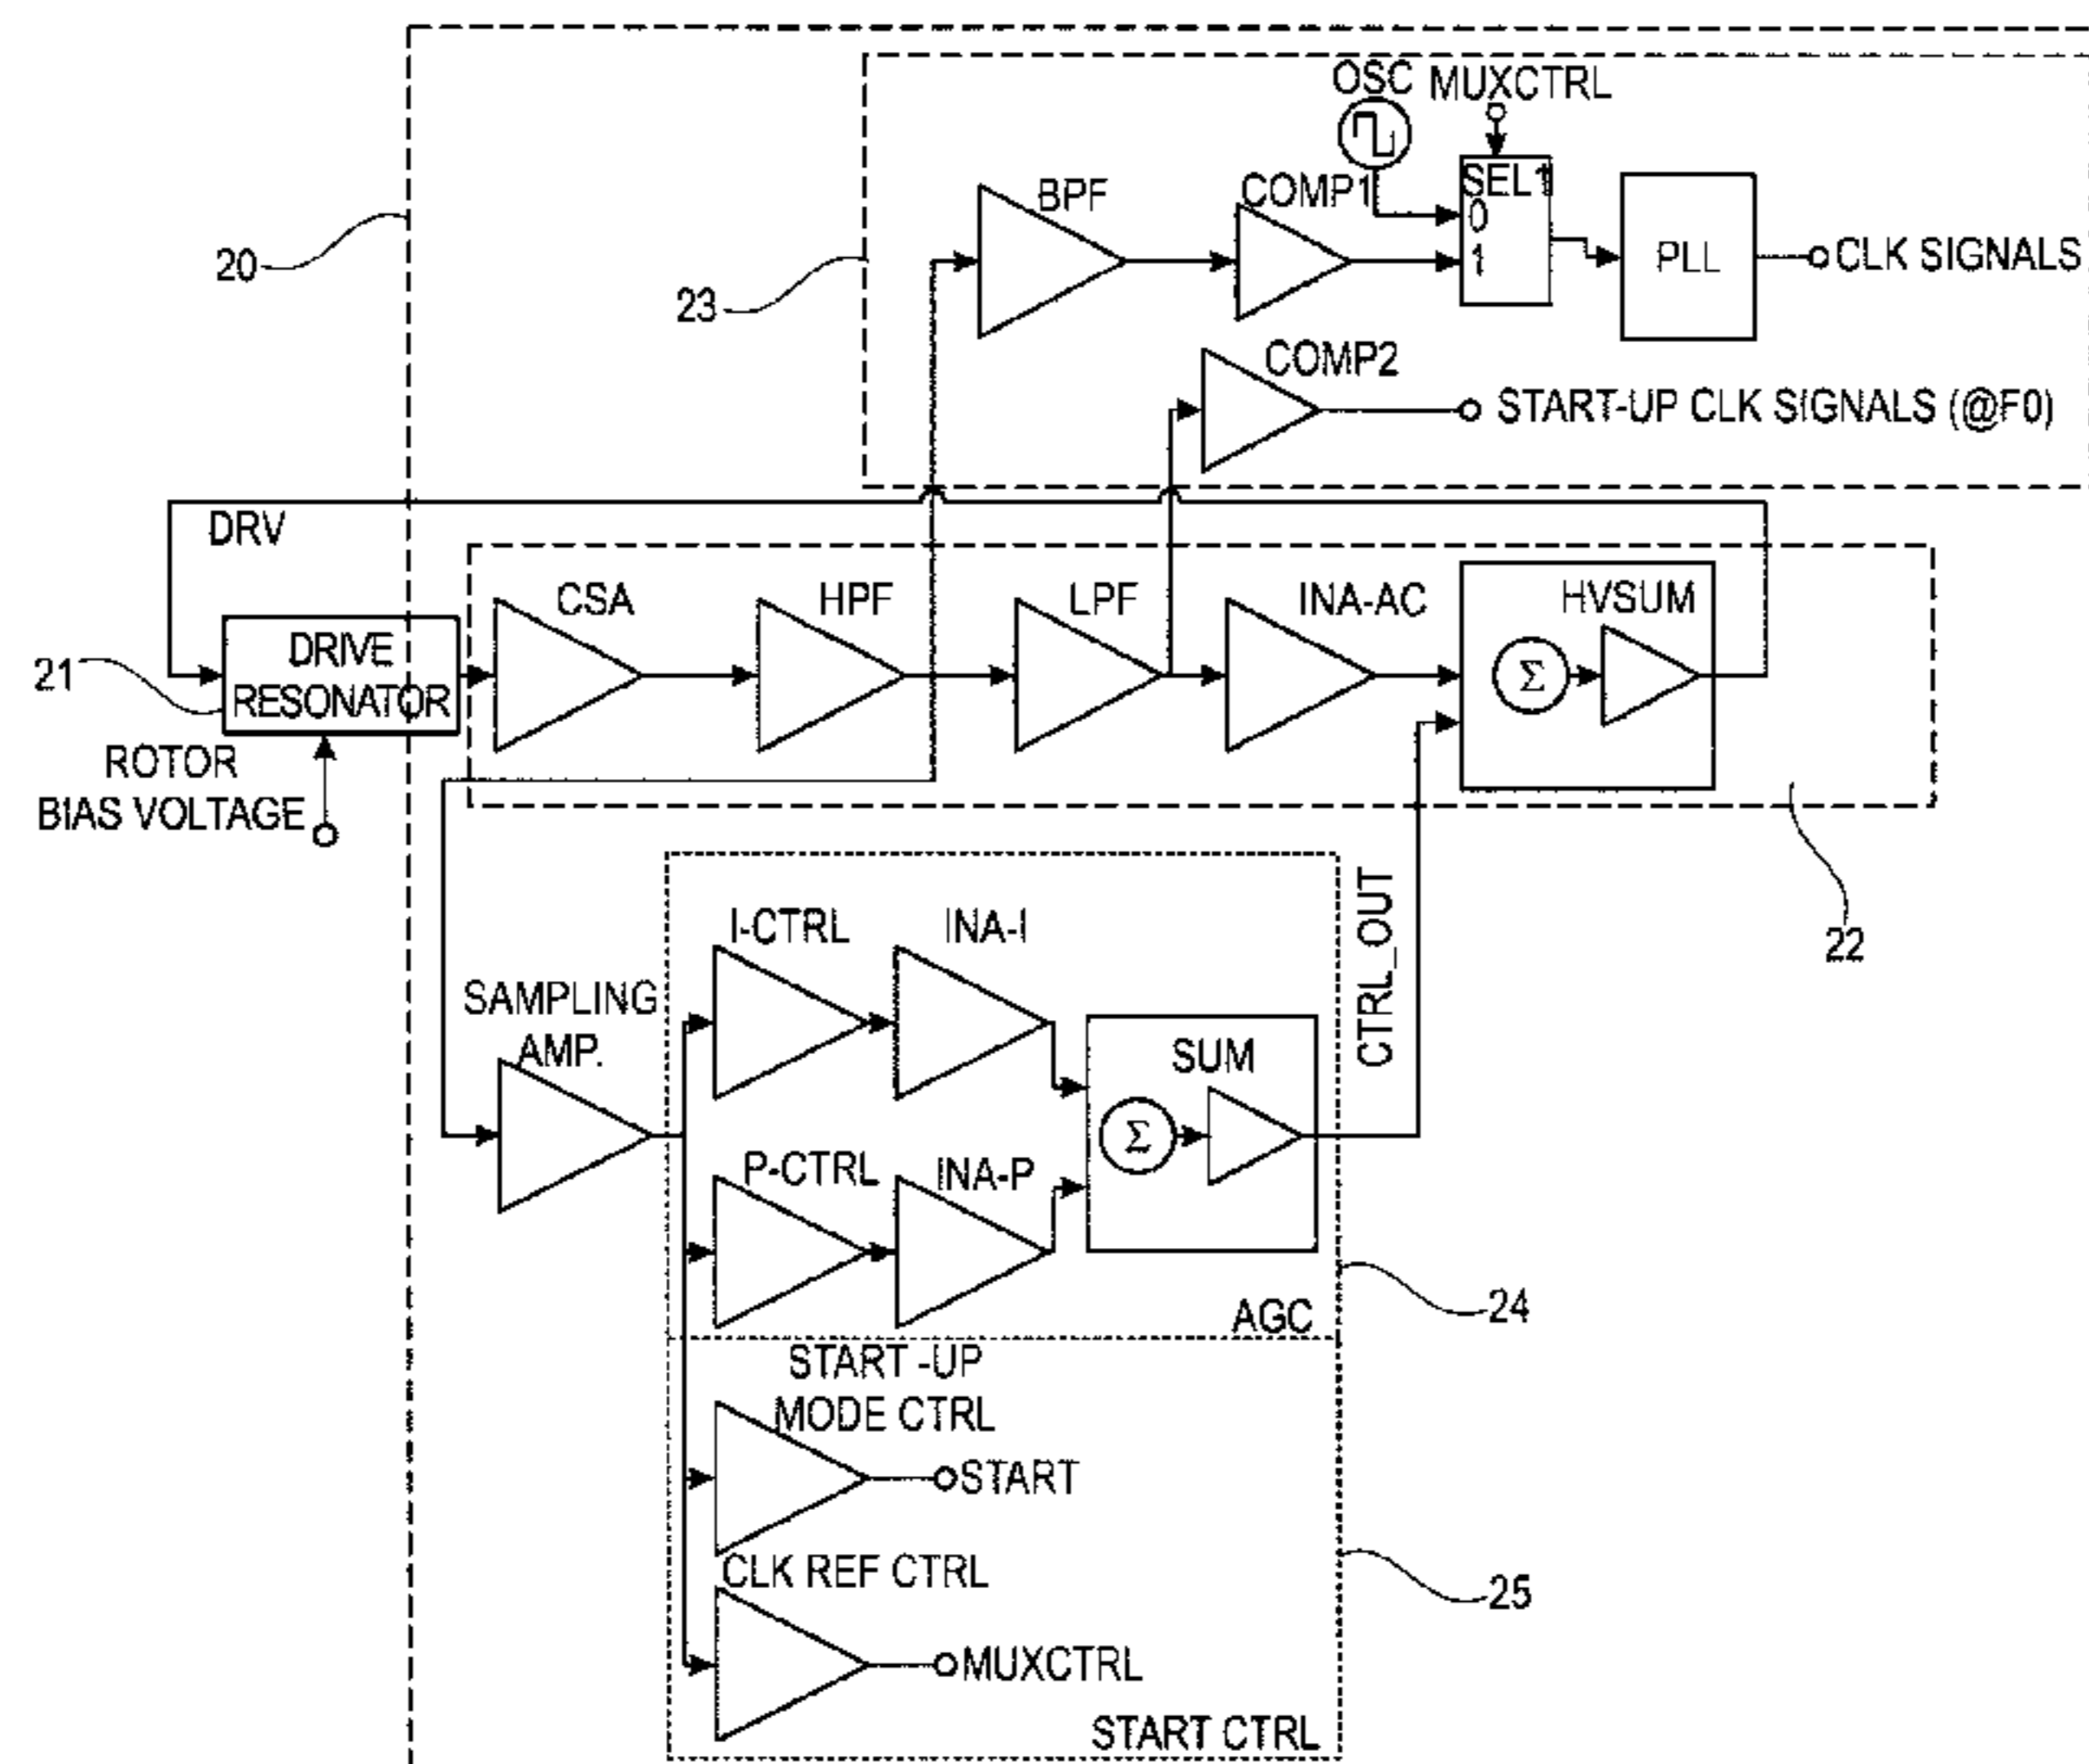 OSC MUXCTRL
SEL1
BPF
COMP1
0
1
PLL
CLK SIGNALS
20
23
COMP2
START-UP CLK SIGNALS (@F0)
DRV
CSA
HPF
LPF
INA-AC
HVSUM
Σ
21
DRIVE
RESONATOR
ROTOR
BIAS VOLTAGE
22
I-CTRL
INA-I
CTRL_OUT
SAMPLING
AMP.
SUM
Σ
P-CTRL
INA-P
24
AGC
START -UP
MODE CTRL
START
CLK REF CTRL
25
MUXCTRL
START CTRL